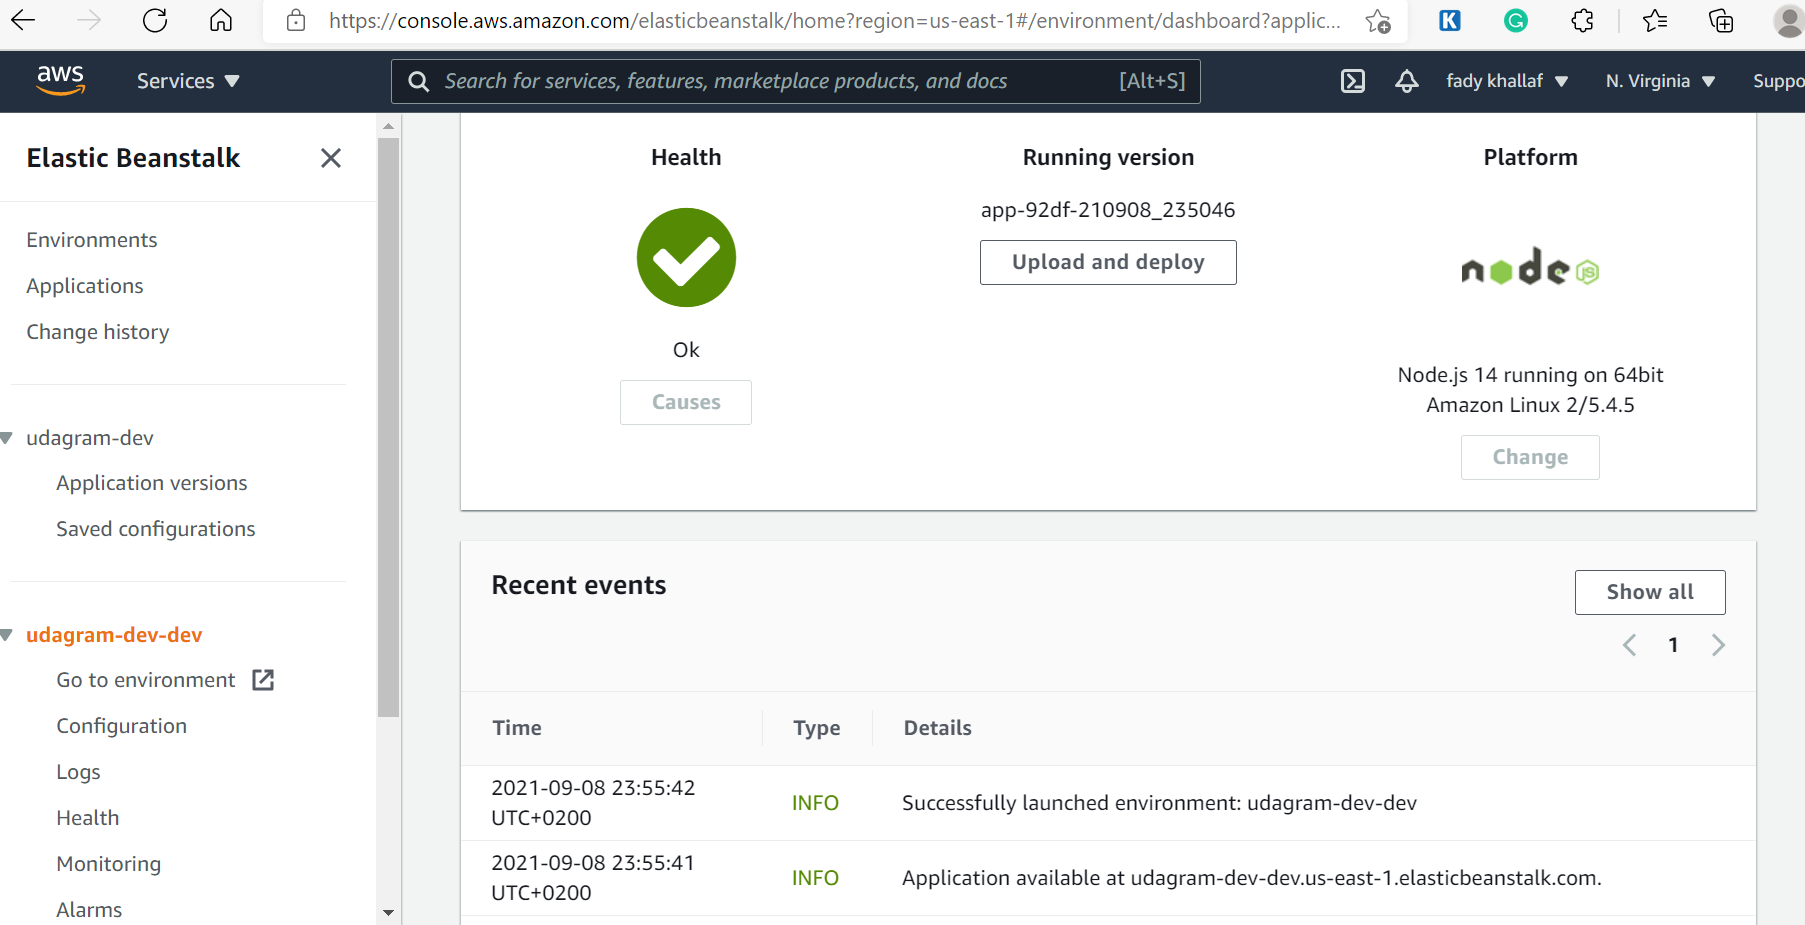 https://console.aws.amazon.com/elasticbeanstalk/home?region=us-east-1#/environment/dashboard?applic...
K
G
aws
Services
Search for services, features, marketplace products, and docs
[Alt+S]
fady khallaf
N. Virginia
Suppo
Elastic Beanstalk
Environments
Applications
Change history
udagram-dev
Application versions
Saved configurations
udagram-dev-dev
Go to environment
Configuration
Logs
Health
Monitoring
Alarms
Health
Ok
Causes
Running version
app-92df-210908_235046
Upload and deploy
Platform
node
JS
Node.js 14 running on 64bit
Amazon Linux 2/5.4.5
Change
Recent events
Show all
1
Time
Type
Details
2021-09-08 23:55:42
UTC+0200
INFO
Successfully launched environment: udagram-dev-dev
2021-09-08 23:55:41
UTC+0200
INFO
Application available at udagram-dev-dev.us-east-1.elasticbeanstalk.com.